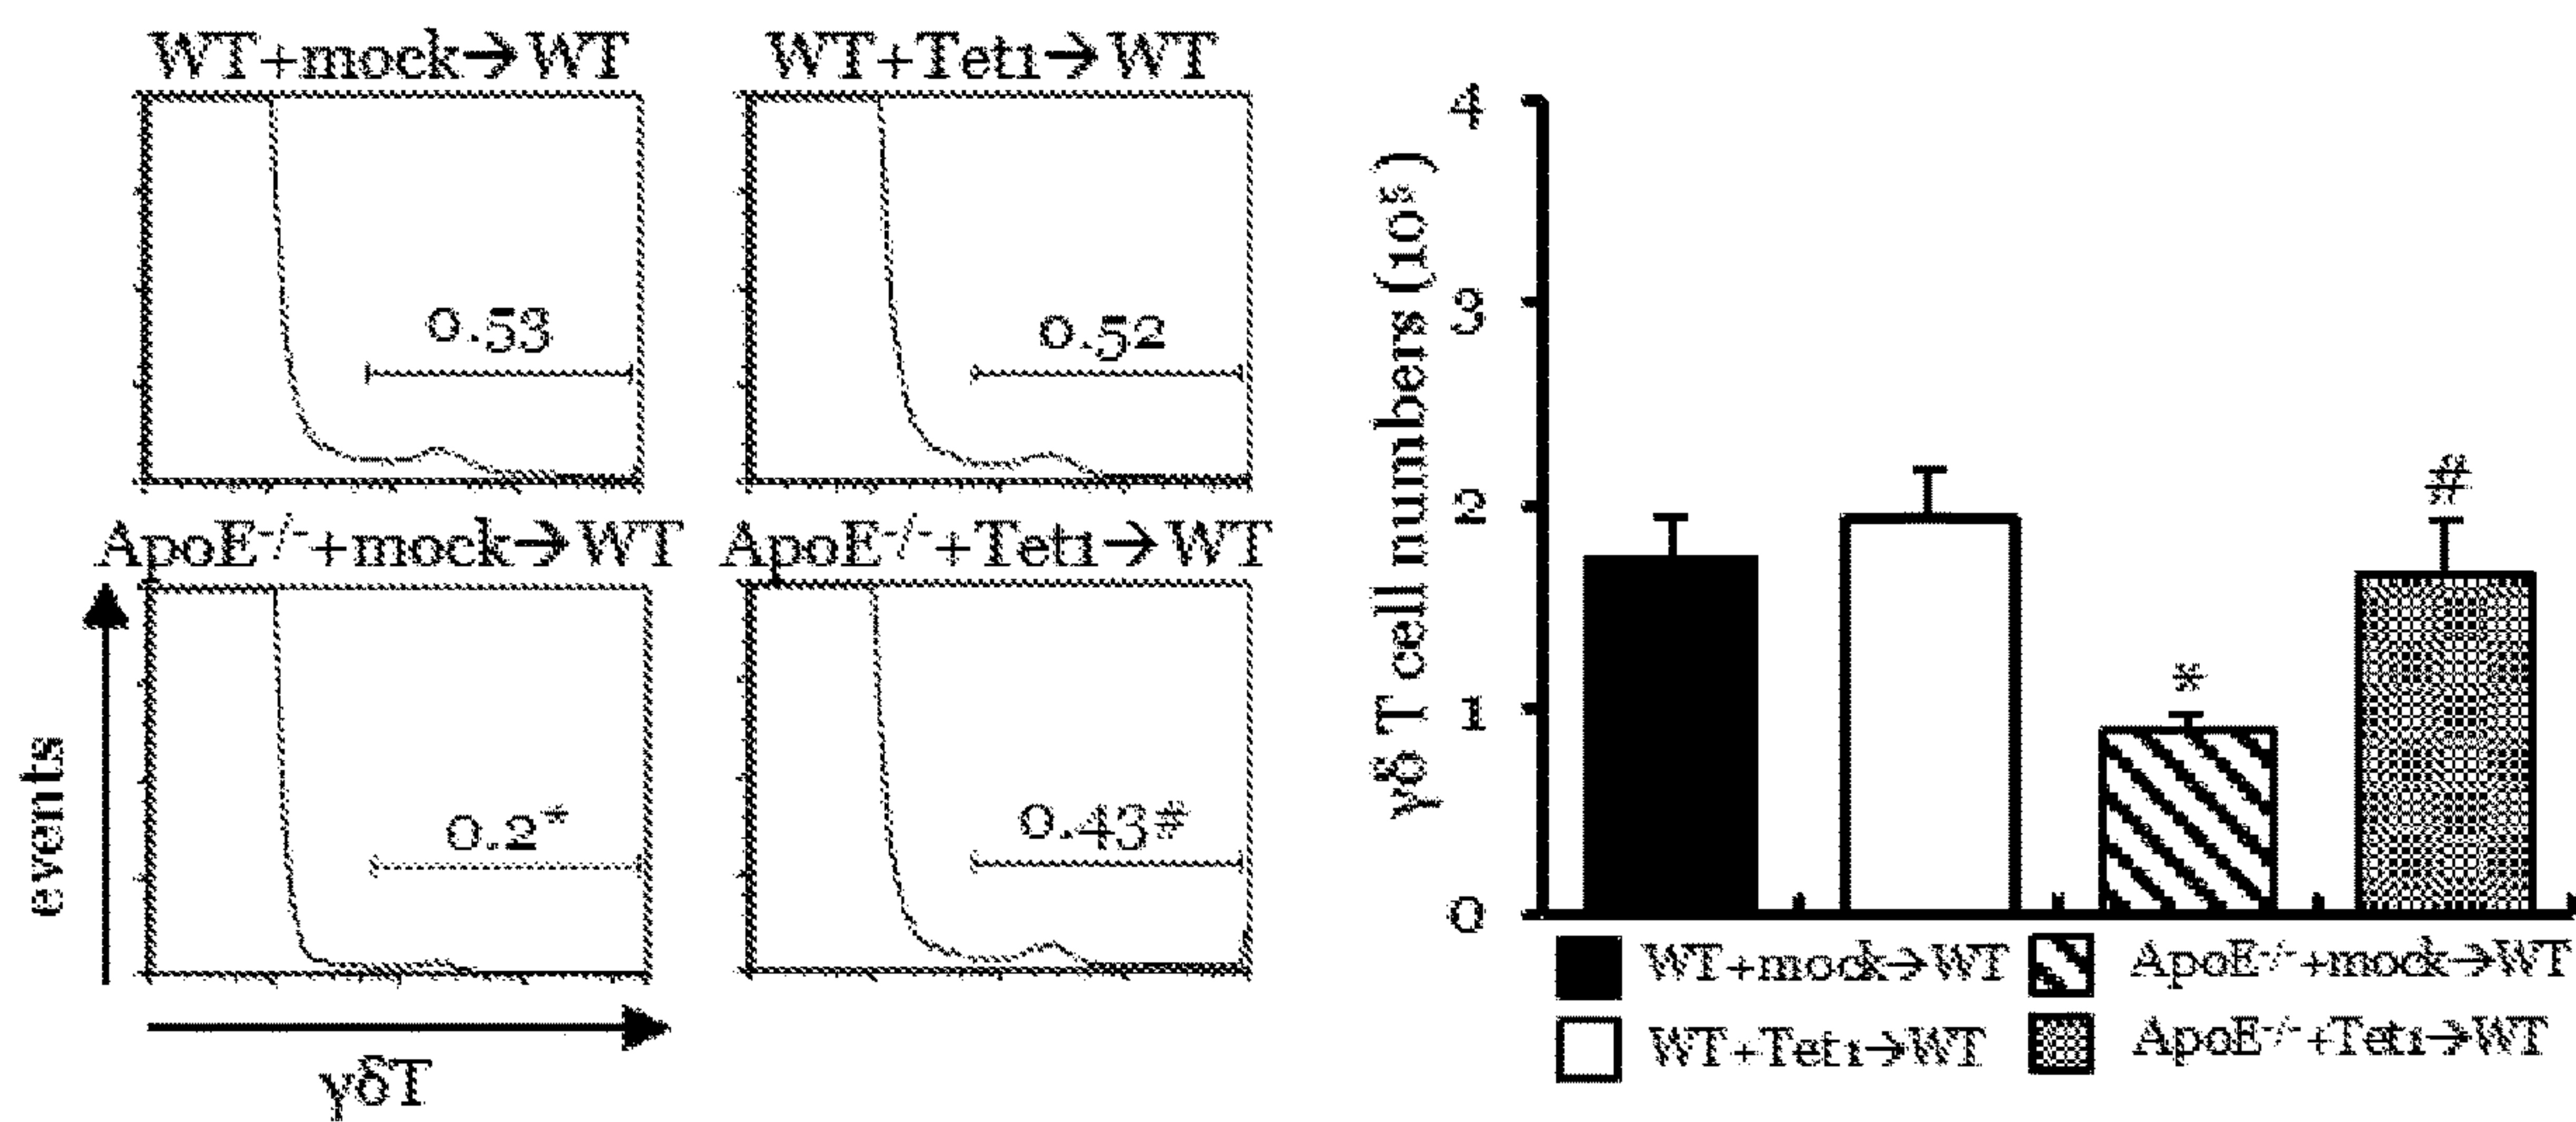 WT+mock→WT
WT+Tet1→WT
0.53
0.52
ApoE-/-+mock→WT
ApoE-/-+Tet1→WT
0.2*
0.43#
events
γδT
γδ T cell numbers (10⁵)
4
3
2
1
0
*
#
WT+mock→WT
ApoE-/-+mock→WT
WT+Tet1→WT
ApoE-/-+Tet1→WT